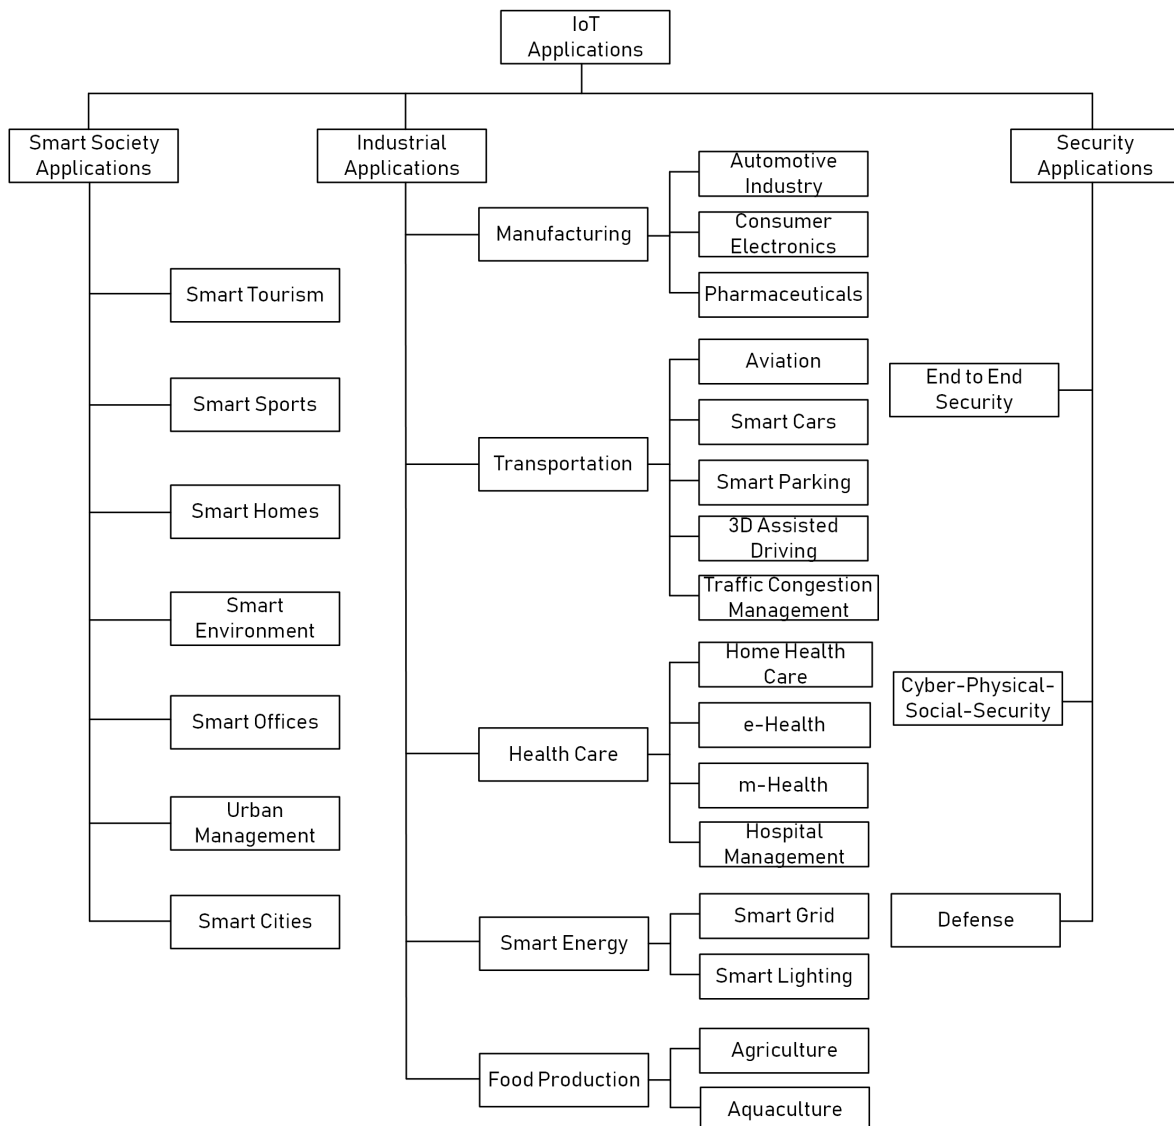 IoT
Applications
Smart Society
Applications
Smart Tourism
Smart Sports
Smart Homes
Smart
Environment
Smart Offices
Urban
Management
Smart Cities
Industrial
Applications
Manufacturing
Automotive
Industry
Consumer
Electronics
Pharmaceuticals
Transportation
Aviation
Smart Cars
Smart Parking
3D Assisted
Driving
Traffic Congestion
Management
Health Care
Home Health
Care
e-Health
m-Health
Hospital
Management
Smart Energy
Smart Grid
Smart Lighting
Food Production
Agriculture
Aquaculture
Security
Applications
End to End
Security
Cyber-Physical-
Social-Security
Defense